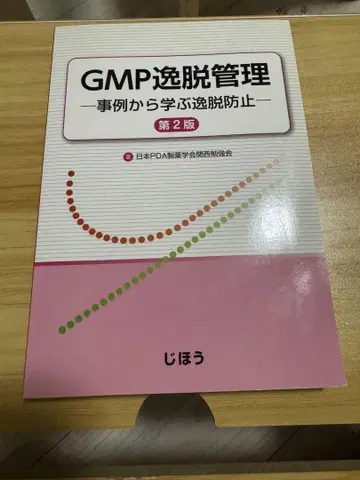 GMP逸脱管理
―事例から学ぶ逸脱防止―
第2版
著 日本PDA製薬学会関西勉強会
じほう